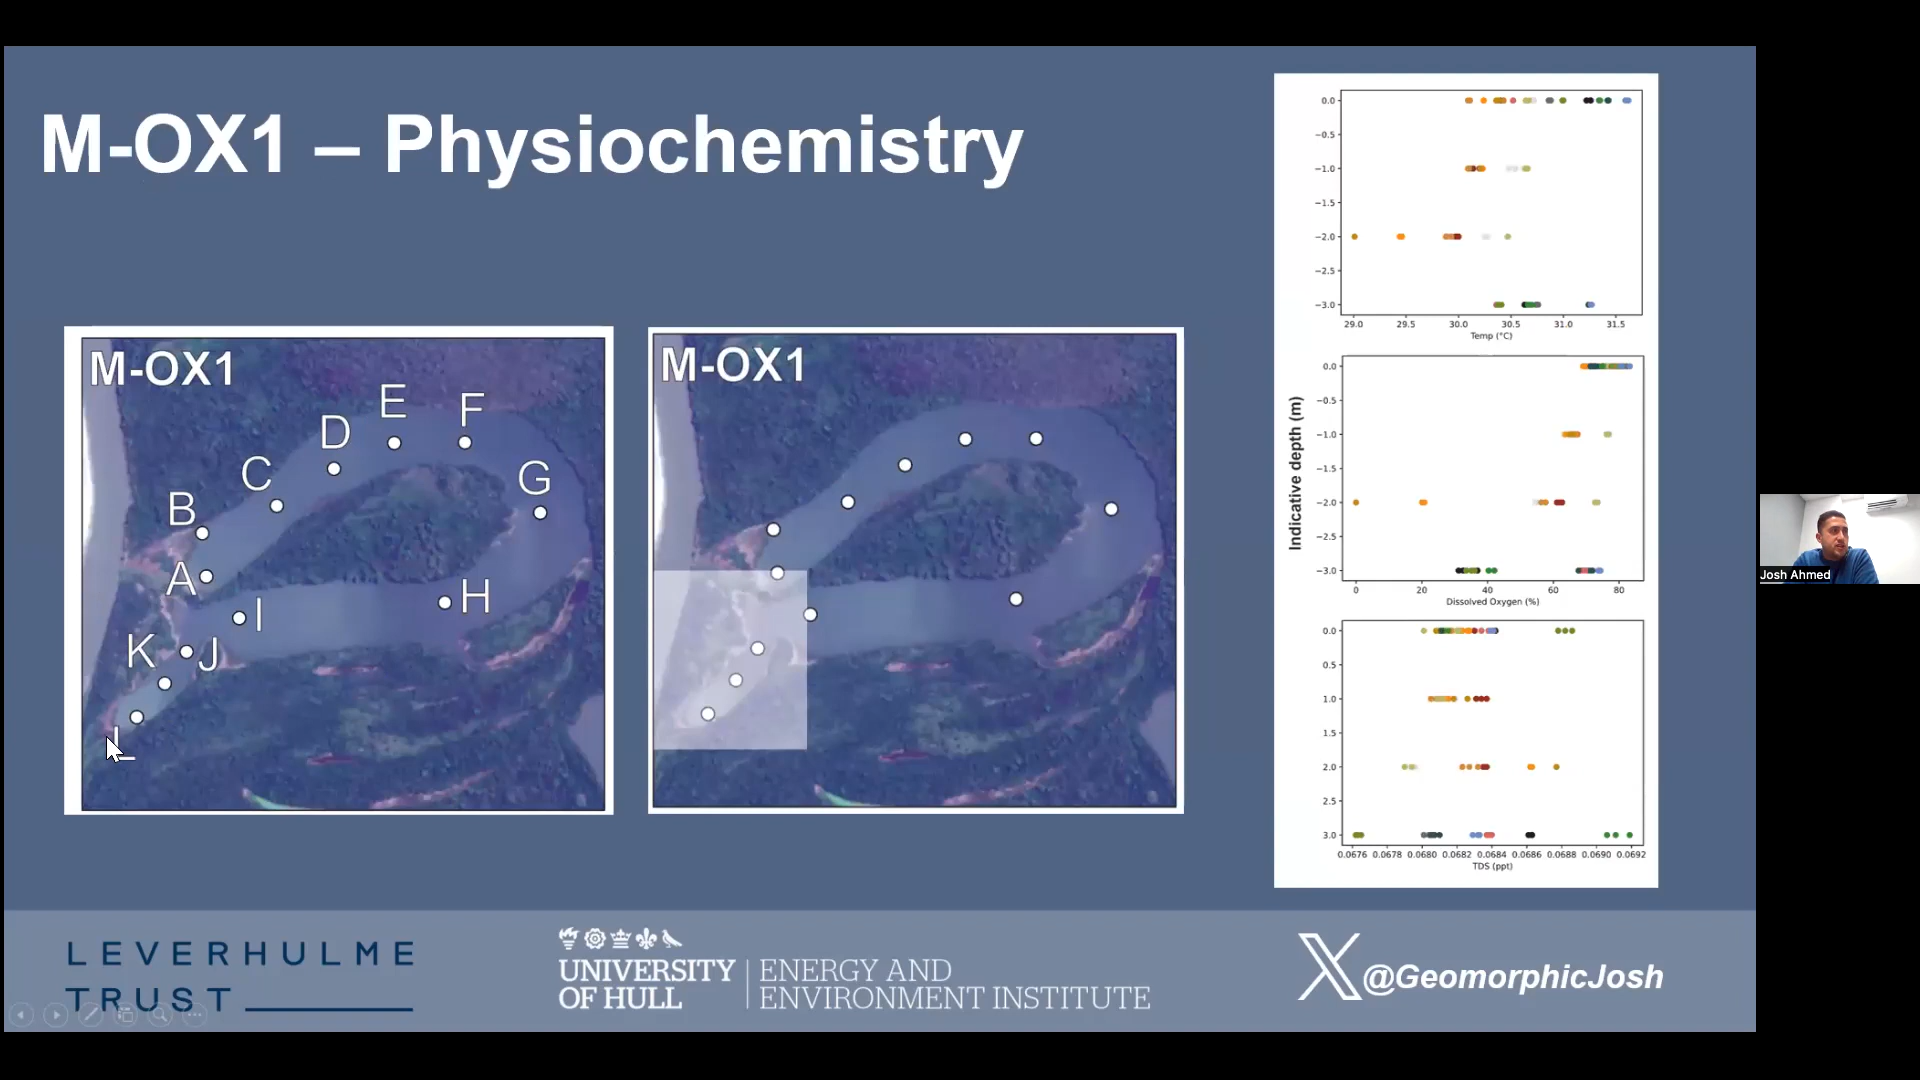 M-OX1 – Physiochemistry
M-OX1
A
B
C
D
E
F
G
H
I
J
K
L
M-OX1
Indicative depth (m)
0.0
−0.5
−1.0
−1.5
−2.0
−2.5
−3.0
29.0 29.5 30.0 30.5 31.0 31.5
Temp (°C)
0.0
−0.5
−1.0
−1.5
−2.0
−2.5
−3.0
0 20 40 60 80
Dissolved Oxygen (%)
0.0
0.5
1.0
1.5
2.0
2.5
3.0
0.0676 0.0678 0.0680 0.0682 0.0684 0.0686 0.0688 0.0690 0.0692
TDS (ppt)
Josh Ahmed
LEVERHULME
TRUST
UNIVERSITY
OF HULL
ENERGY AND
ENVIRONMENT INSTITUTE
@GeomorphicJosh